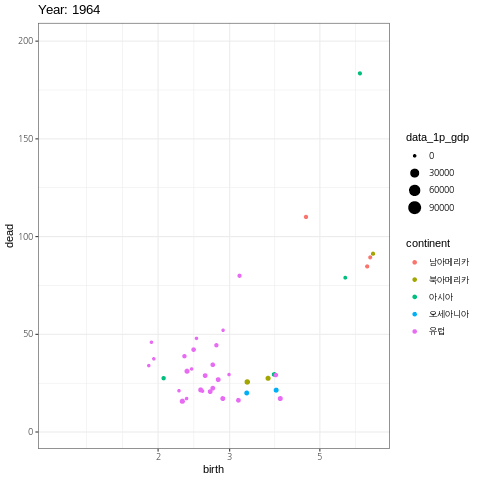 Year: 1964
200
150
100
50
0
dead
2
3
5
birth
data_1p_gdp
0
30000
60000
90000
continent
남아메리카
북아메리카
아시아
오세아니아
유럽